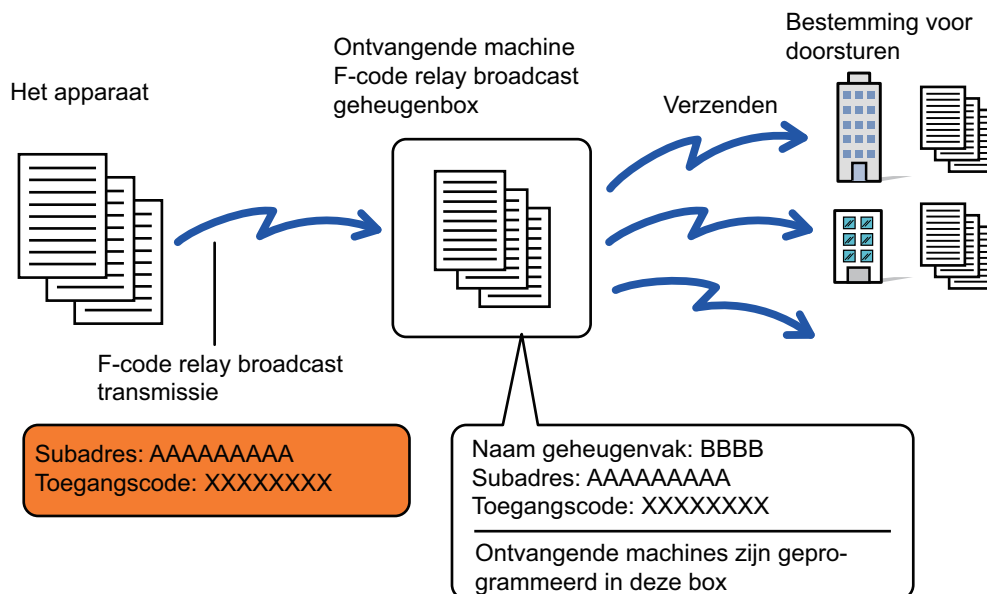 Het apparaat
Ontvangende machine
F-code relay broadcast
geheugenbox
Verzenden
Bestemming voor
doorsturen
F-code relay broadcast
transmissie
Subadres: AAAAAAAAA
Toegangscode: XXXXXXXX
Naam geheugenvak: BBBB
Subadres: AAAAAAAAA
Toegangscode: XXXXXXXX
Ontvangende machines zijn gepro-
grammeerd in deze box